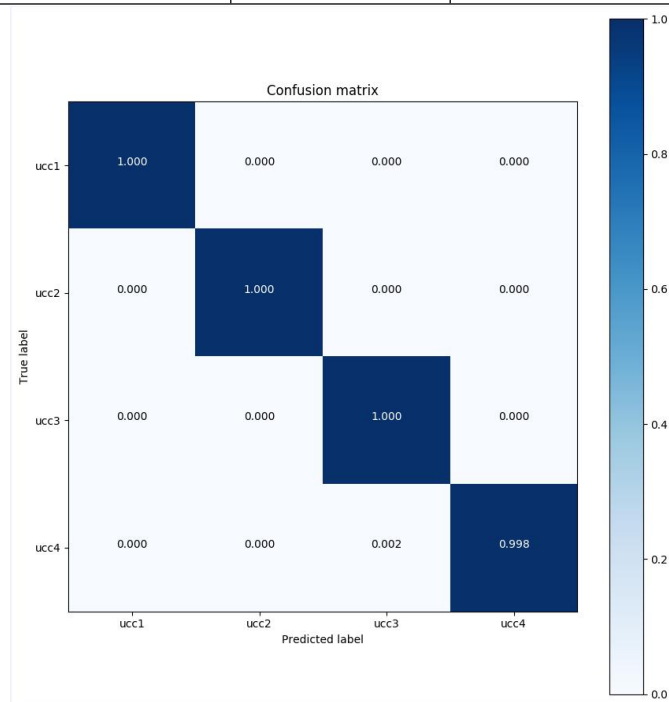 Confusion matrix
1.0
0.8
0.6
0.4
0.2
0.0
True label
ucc1 1.000 0.000 0.000 0.000
ucc2 0.000 1.000 0.000 0.000
ucc3 0.000 0.000 1.000 0.000
ucc4 0.000 0.000 0.002 0.998
ucc1 ucc2 ucc3 ucc4
Predicted label